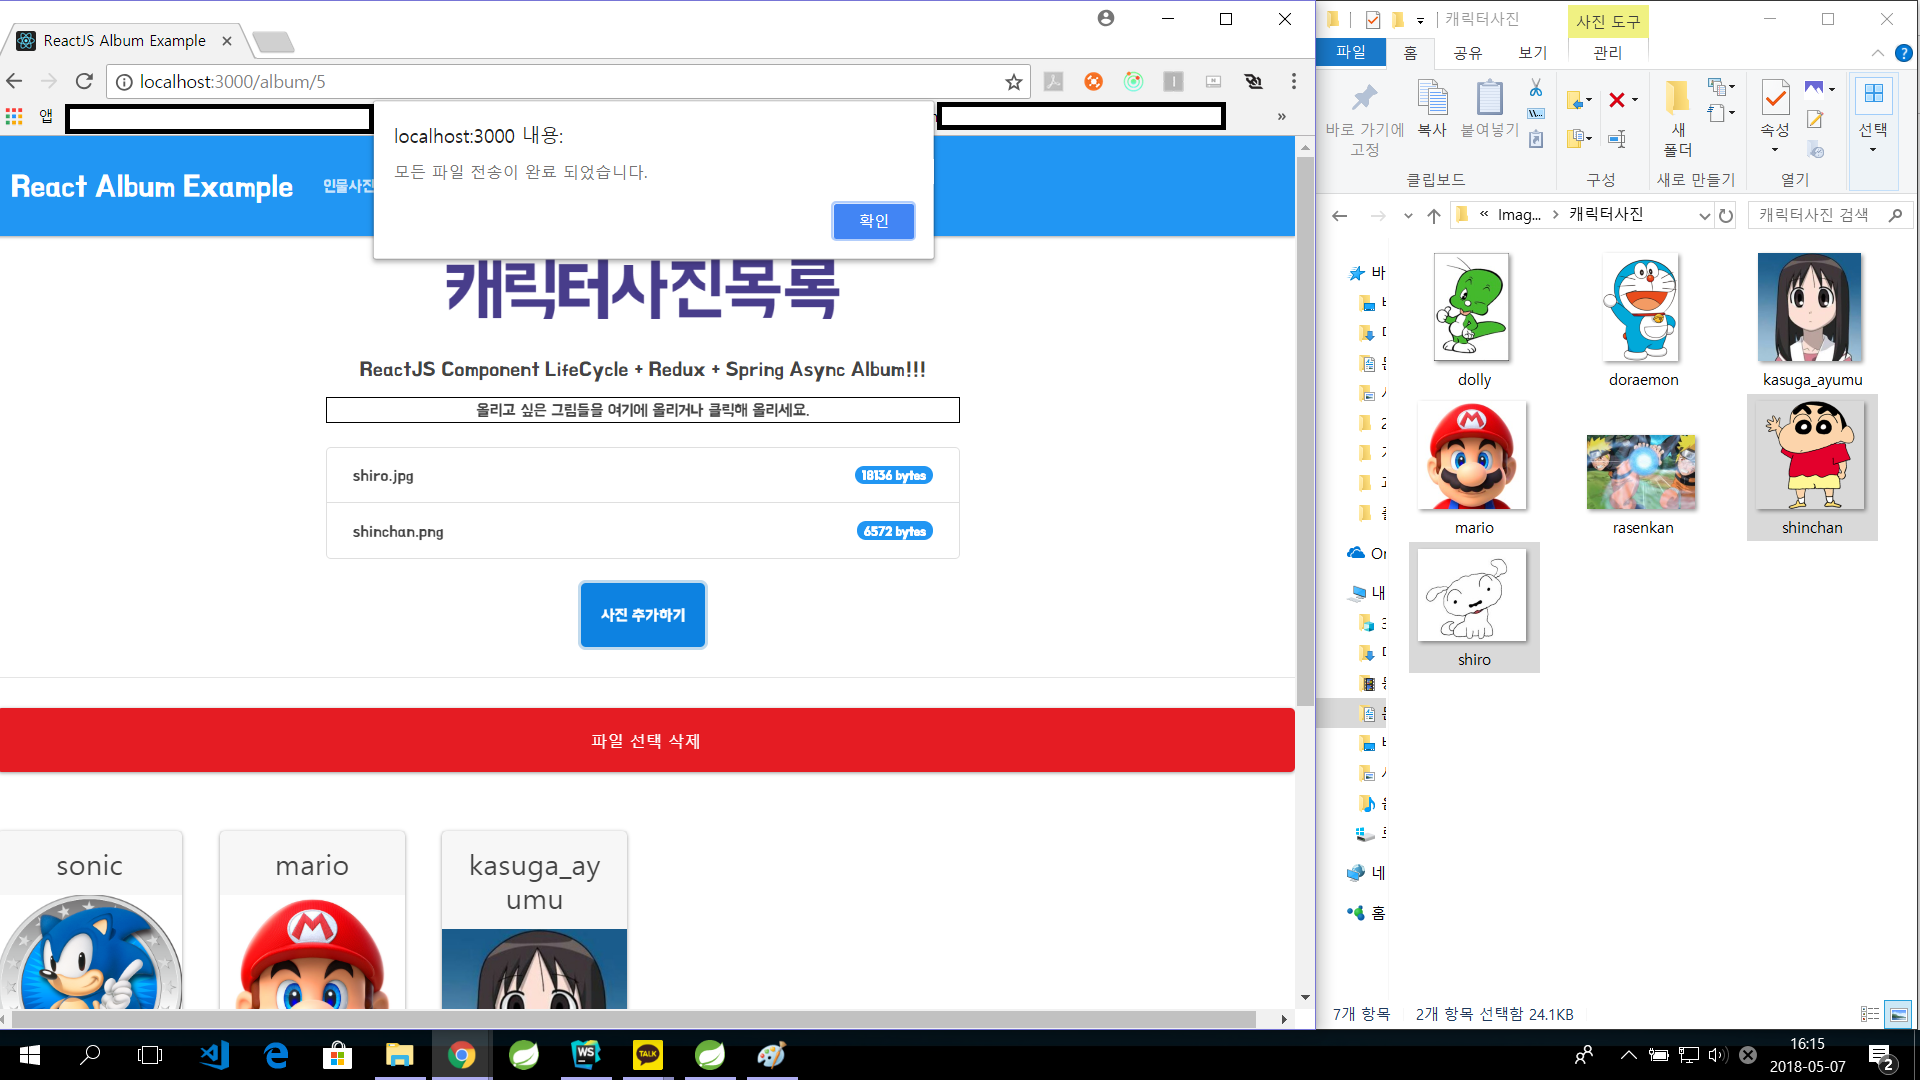 ReactJS Album Example
localhost:3000/album/5
앱
»
localhost:3000 내용:
모든 파일 전송이 완료 되었습니다.
확인
React Album Example
인물사진
캐릭터사진목록
ReactJS Component LifeCycle + Redux + Spring Async Album!!!
올리고 싶은 그림들을 여기에 올리거나 클릭해 올리세요.
shiro.jpg
18136 bytes
shinchan.png
6572 bytes
사진 추가하기
파일 선택 삭제
sonic
mario
kasuga_ay
umu
캐릭터사진
사진 도구
파일
홈
공유
보기
관리
바로 가기에
고정
복사
붙여넣기
새
폴더
속성
선택
클립보드
구성
새로 만들기
열기
« Imag... > 캐릭터사진
캐릭터사진 검색
바
내
네
홈
dolly
doraemon
kasuga_ayumu
mario
rasenkan
shinchan
shiro
7개 항목
2개 항목 선택함 24.1KB
WS
TALK
16:15
2018-05-07
2